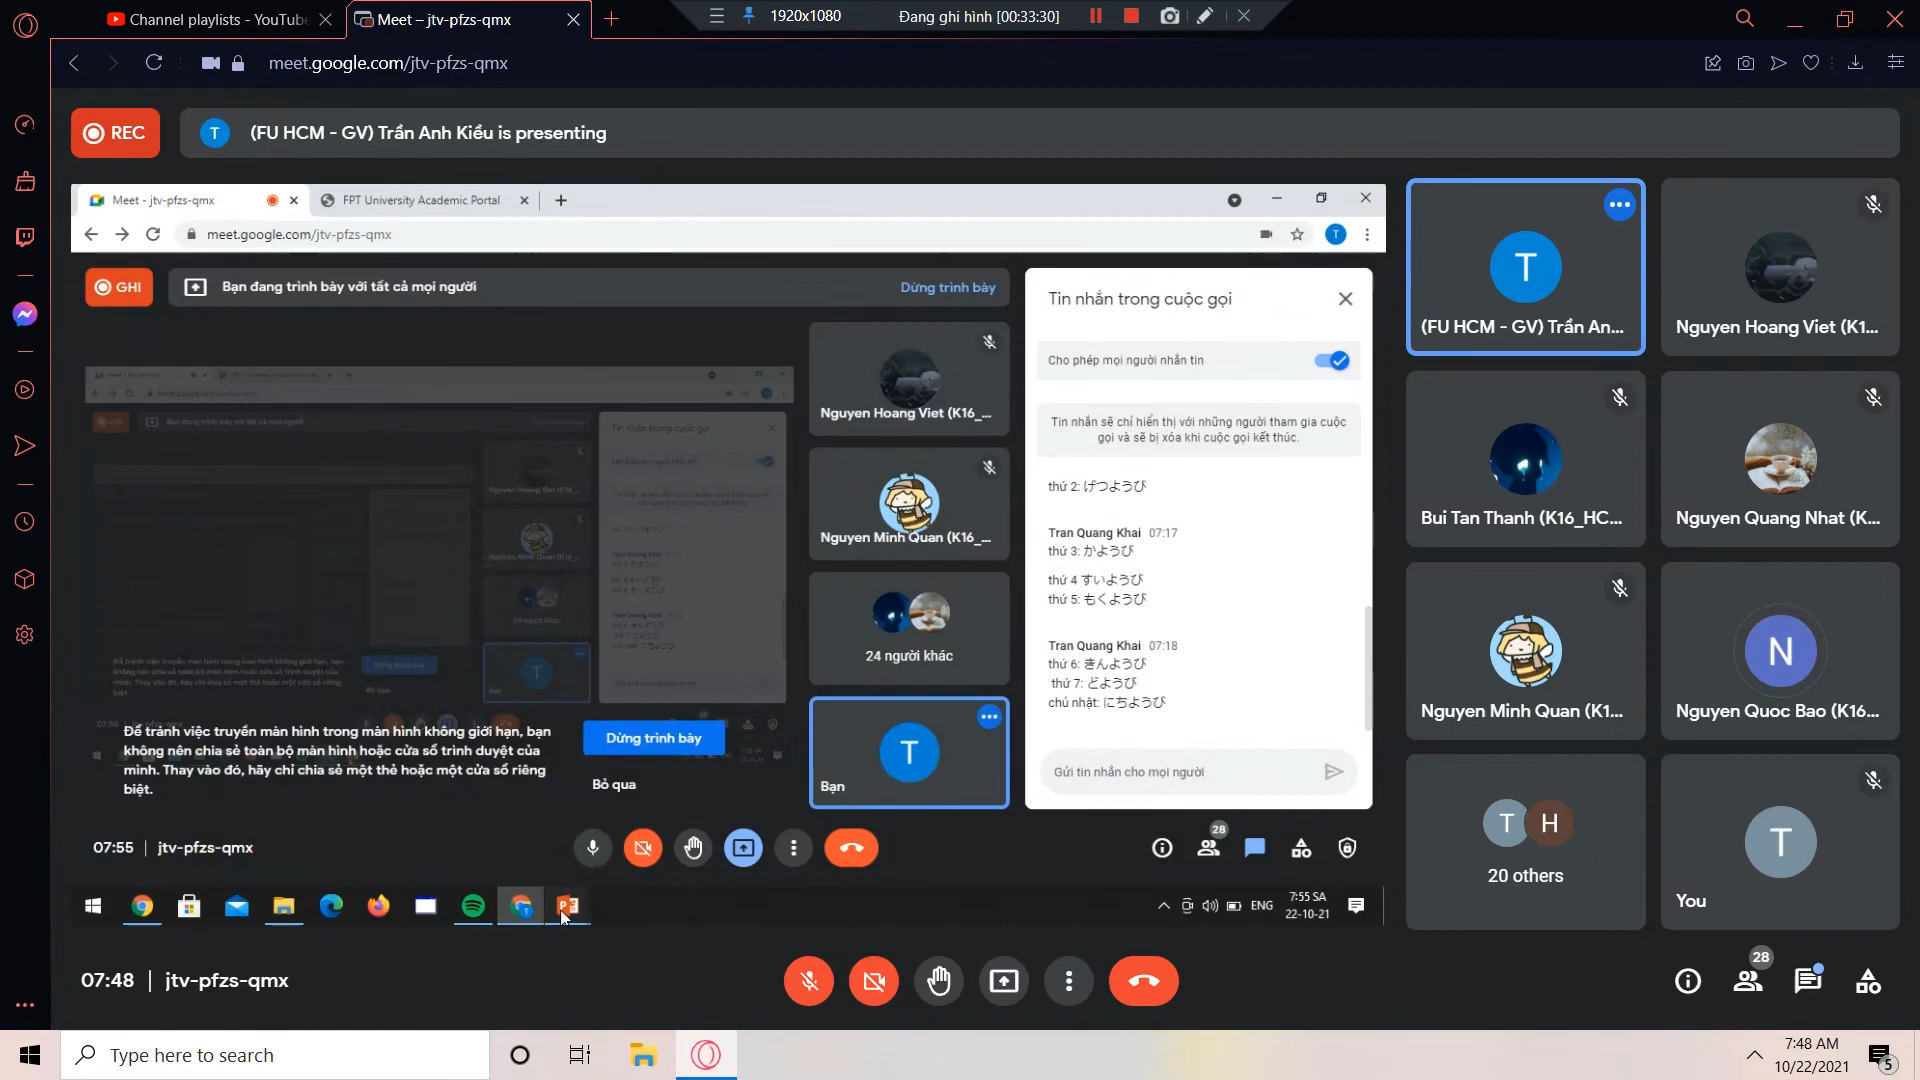 Channel playlists - YouTube
Meet – jtv-pfzs-qmx
1920x1080
Đang ghi hình [00:33:30]
meet.google.com/jtv-pfzs-qmx
REC
T
(FU HCM - GV) Trần Anh Kiều is presenting
Meet - jtv-pfzs-qmx
FPT University Academic Portal
meet.google.com/jtv-pfzs-qmx
T
GHI
Bạn đang trình bày với tất cả mọi người
Dừng trình bày
Tin nhắn trong cuộc gọi
Cho phép mọi người nhắn tin
Tin nhắn sẽ chỉ hiển thị với những người tham gia cuộc
gọi và sẽ bị xóa khi cuộc gọi kết thúc.
thứ 2: げつようび
Tran Quang Khai 07:17
thứ 3: かようび
thứ 4 すいようび
thứ 5: もくようび
Tran Quang Khai 07:18
thứ 6: きんようび
thứ 7: どようび
chủ nhật: にちようび
Gửi tin nhắn cho mọi người
Nguyen Hoang Viet (K16_...
Nguyen Minh Quan (K16_...
24 người khác
T
Bạn
Để tránh việc truyền màn hình trong màn hình không giới hạn, bạn
không nên chia sẻ toàn bộ màn hình hoặc cửa sổ trình duyệt của
mình. Thay vào đó, hãy chỉ chia sẻ một thẻ hoặc một cửa sổ riêng
biệt.
Dừng trình bày
Bỏ qua
07:55 | jtv-pfzs-qmx
28
ENG
7:55 SA
22-10-21
T
(FU HCM - GV) Trần An...
Nguyen Hoang Viet (K1...
Bui Tan Thanh (K16_HC...
Nguyen Quang Nhat (K...
Nguyen Minh Quan (K1...
N
Nguyen Quoc Bao (K16...
T
H
20 others
T
You
07:48 | jtv-pfzs-qmx
28
Type here to search
7:48 AM
10/22/2021
5